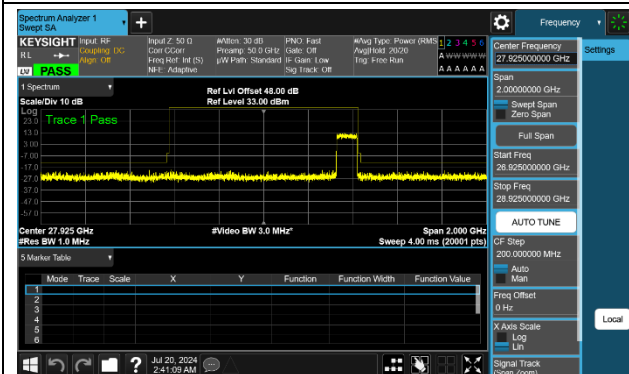 Spectrum Analyzer 1
Swept SA
Frequency
KEYSIGHT
Input: RF
Coupling: DC
Align: Off
Input Z: 50 Ω
Corr CCorr
Freq Ref: Int (S)
NFE: Adaptive
#Atten: 30 dB
Preamp: 50.0 GHz
µW Path: Standard
PNO: Fast
Gate: Off
IF Gain: Low
Sig Track: Off
#Avg Type: Power (RMS
Avg|Hold: 20/20
Trig: Free Run
1 2 3 4 5 6
A W W W W W
A A A A A A
R L
LW PASS
1 Spectrum
Scale/Div 10 dB
Ref Lvl Offset 48.00 dB
Ref Level 33.00 dBm
Log
Trace 1 Pass
23.0
13.0
3.00
-7.00
-17.0
-27.0
-37.0
-47.0
-57.0
Center 27.925 GHz
#Res BW 1.0 MHz
#Video BW 3.0 MHz*
Span 2.000 GHz
Sweep 4.00 ms (20001 pts)
5 Marker Table
Mode Trace Scale X Y Function Function Width Function Value
1
2
3
4
5
6
Jul 20, 2024
2:41:09 AM
Center Frequency
27.925000000 GHz
Settings
Span
2.00000000 GHz
Swept Span
Zero Span
Full Span
Start Freq
26.925000000 GHz
Stop Freq
28.925000000 GHz
AUTO TUNE
CF Step
200.000000 MHz
Auto
Man
Freq Offset
0 Hz
X Axis Scale
Log
Lin
Local
Signal Track
(Span Zoom)